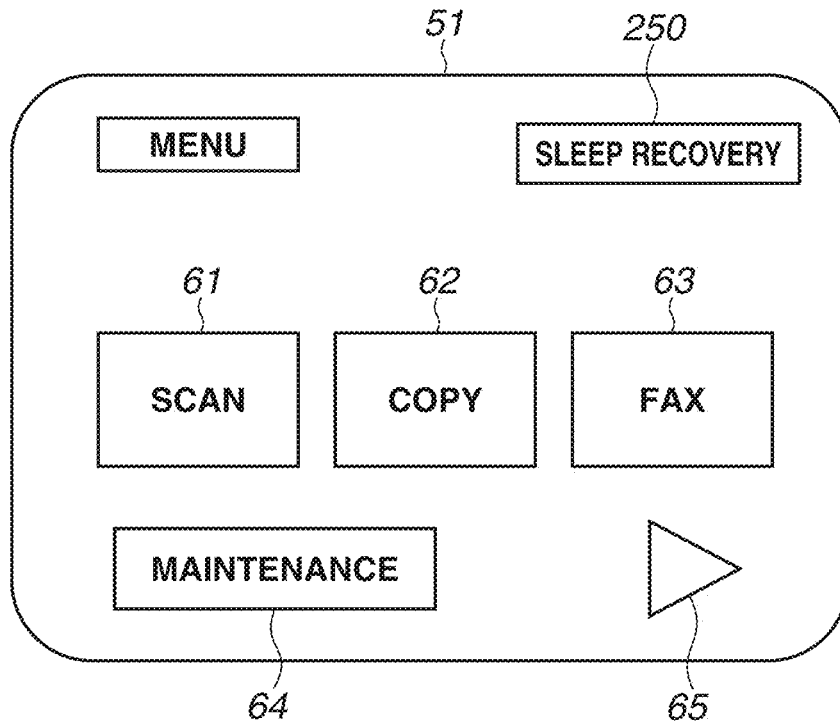 51 250
MENU SLEEP RECOVERY
61 62 63
SCAN COPY FAX
MAINTENANCE
64 65